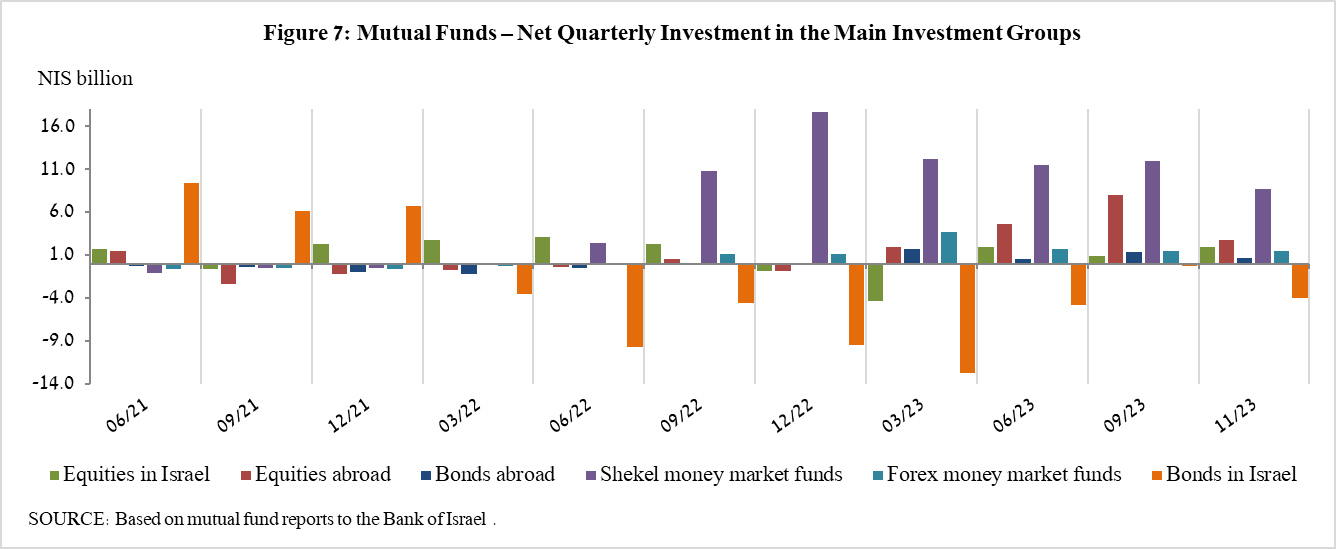 Figure 7: Mutual Funds – Net Quarterly Investment in the Main Investment Groups
NIS billion
16.0
11.0
6.0
1.0
-4.0
-9.0
-14.0
06/21 09/21 12/21 03/22 06/22 09/22 12/22 03/23 06/23 09/23 11/23
Equities in Israel Equities abroad Bonds abroad Shekel money market funds Forex money market funds Bonds in Israel
SOURCE: Based on mutual fund reports to the Bank of Israel .